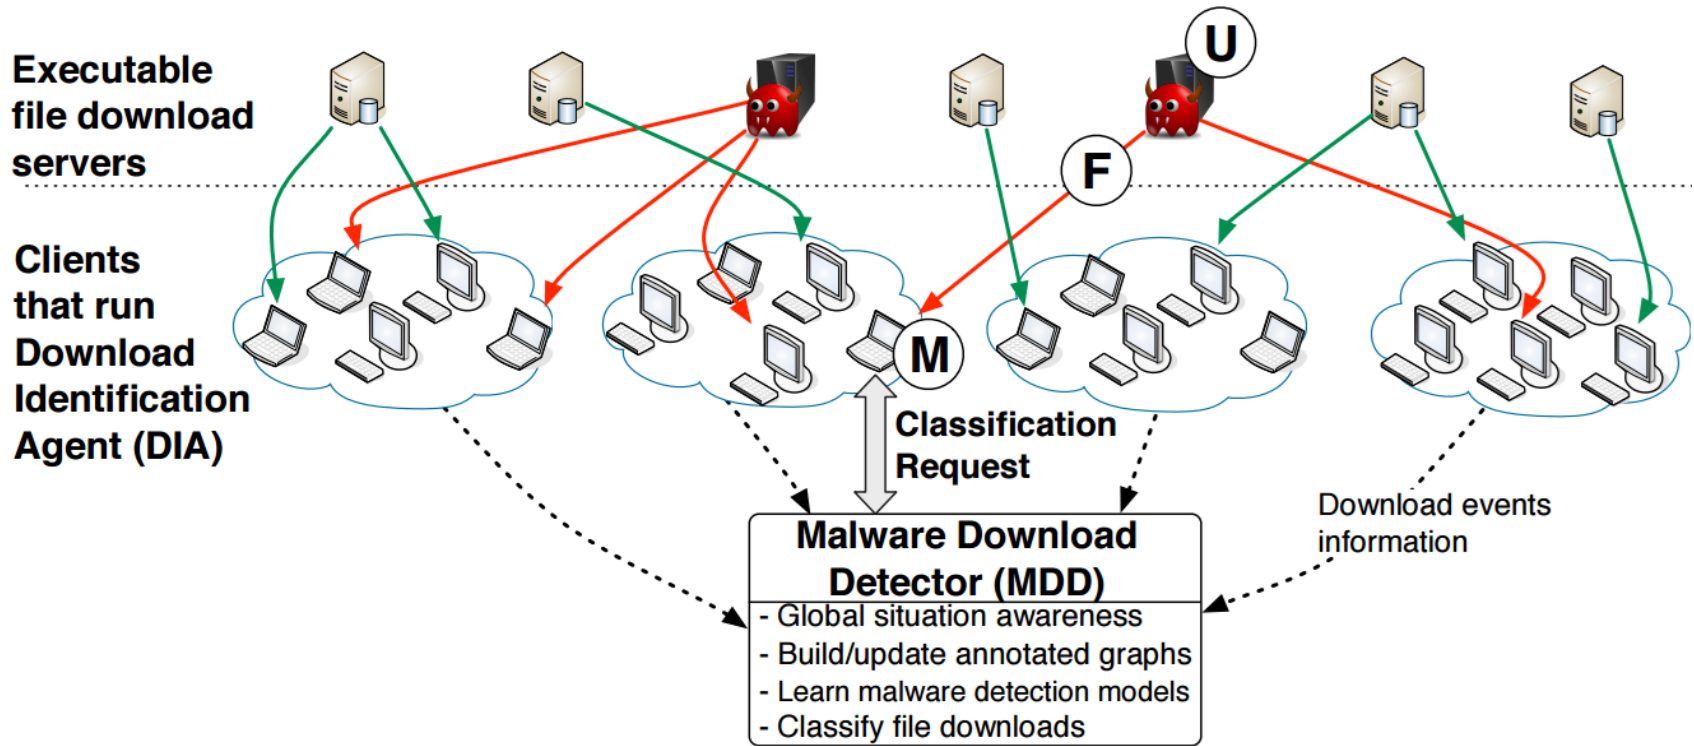 Executable
file download
servers
U
F
Clients
that run
Download
Identification
Agent (DIA)
M
Classification
Request
Download events
information
Malware Download
Detector (MDD)
- Global situation awareness
- Build/update annotated graphs
- Learn malware detection models
- Classify file downloads